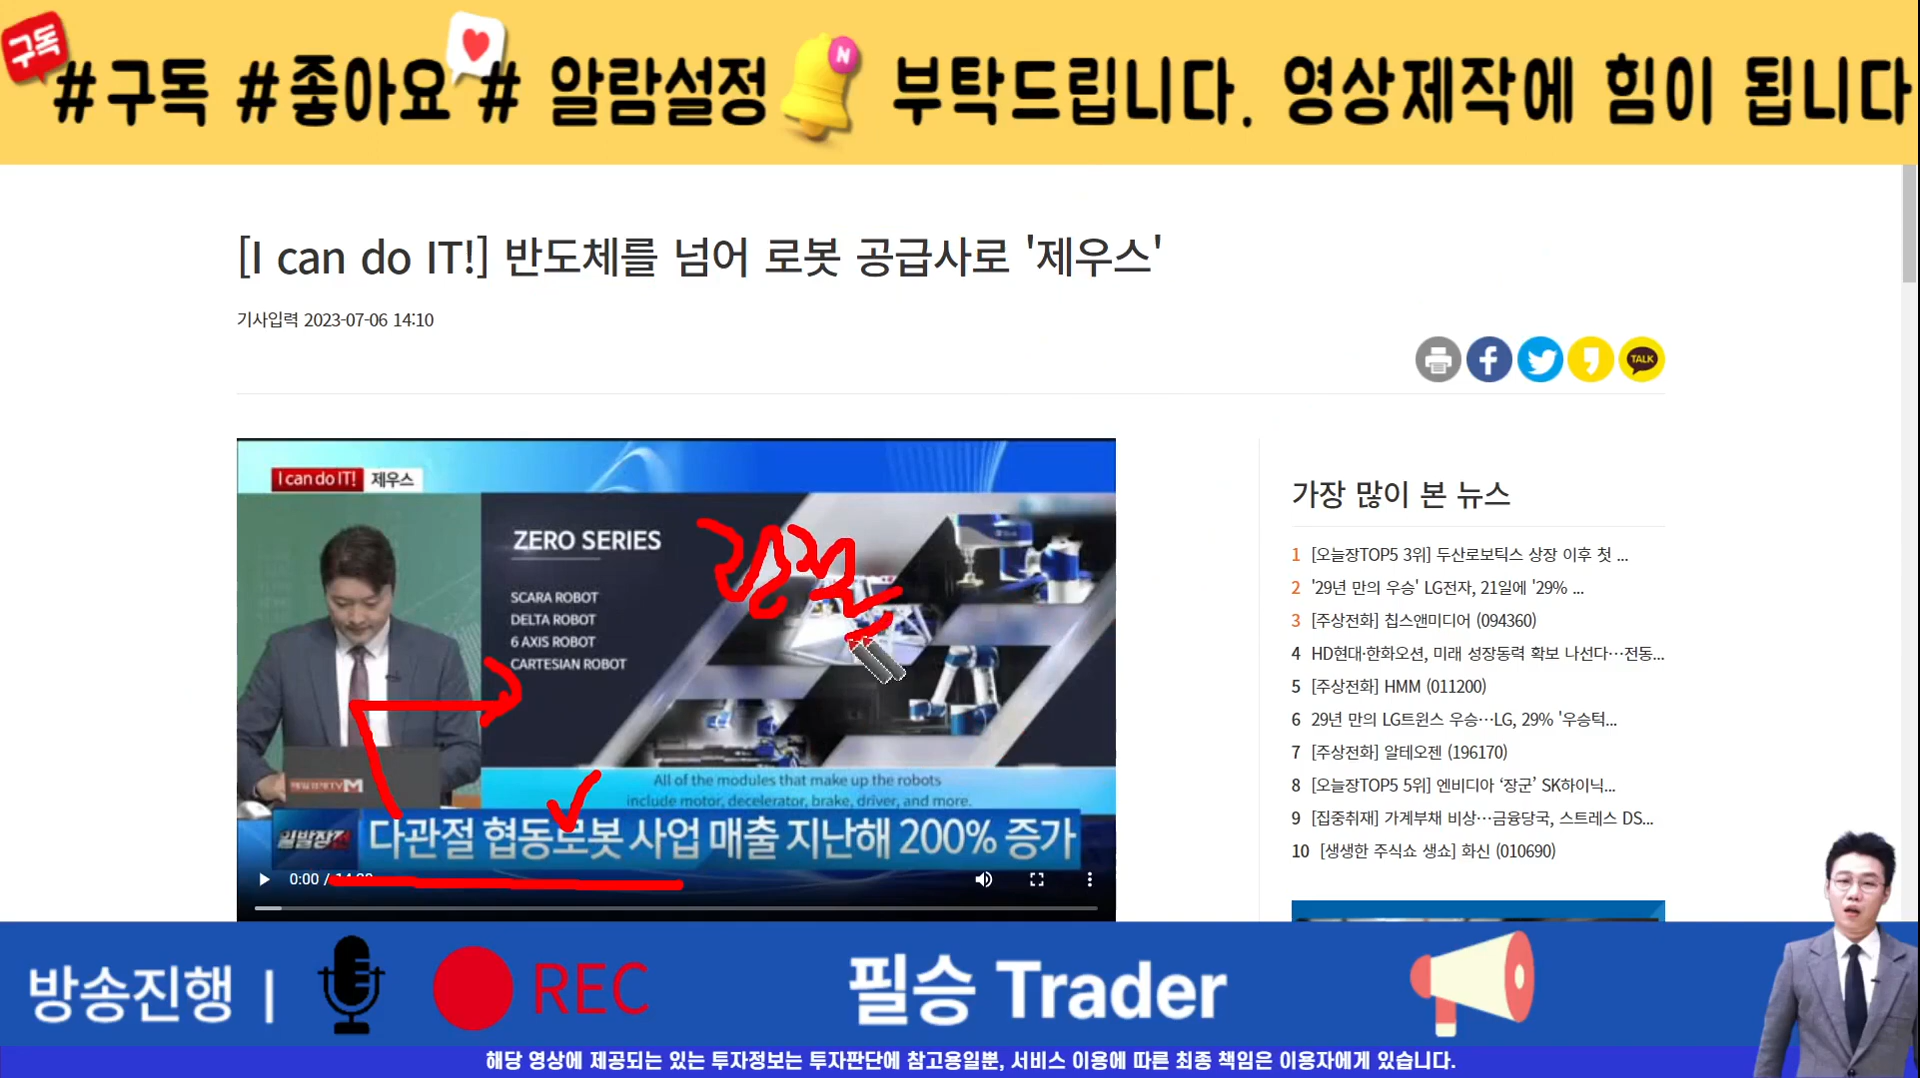 구독
#구독 #좋아요 # 알람설정 N 부탁드립니다. 영상제작에 힘이 됩니다
[I can do IT!] 반도체를 넘어 로봇 공급사로 '제우스'
기사입력 2023-07-06 14:10
TALK
I can do IT! 제우스
ZERO SERIES
SCARA ROBOT
DELTA ROBOT
6 AXIS ROBOT
CARTESIAN ROBOT
All of the modules that make up the robots
include motor, decelerator, brake, driver, and more.
매일경제TV M
다관절 협동로봇 사업 매출 지난해 200% 증가
0:00 /
가장 많이 본 뉴스
1 [오늘장TOP5 3위] 두산로보틱스 상장 이후 첫 ...
2 '29년 만의 우승' LG전자, 21일에 '29% ...
3 [주상전화] 칩스앤미디어 (094360)
4 HD현대·한화오션, 미래 성장동력 확보 나선다…전동...
5 [주상전화] HMM (011200)
6 29년 만의 LG트윈스 우승…LG, 29% '우승턱...
7 [주상전화] 알테오젠 (196170)
8 [오늘장TOP5 5위] 엔비디아 ‘장군’ SK하이닉...
9 [집중취재] 가계부채 비상…금융당국, 스트레스 DS...
10 [생생한 주식쇼 생쇼] 화신 (010690)
방송진행 | REC 필승 Trader
해당 영상에 제공되는 있는 투자정보는 투자판단에 참고용일뿐, 서비스 이용에 따른 최종 책임은 이용자에게 있습니다.